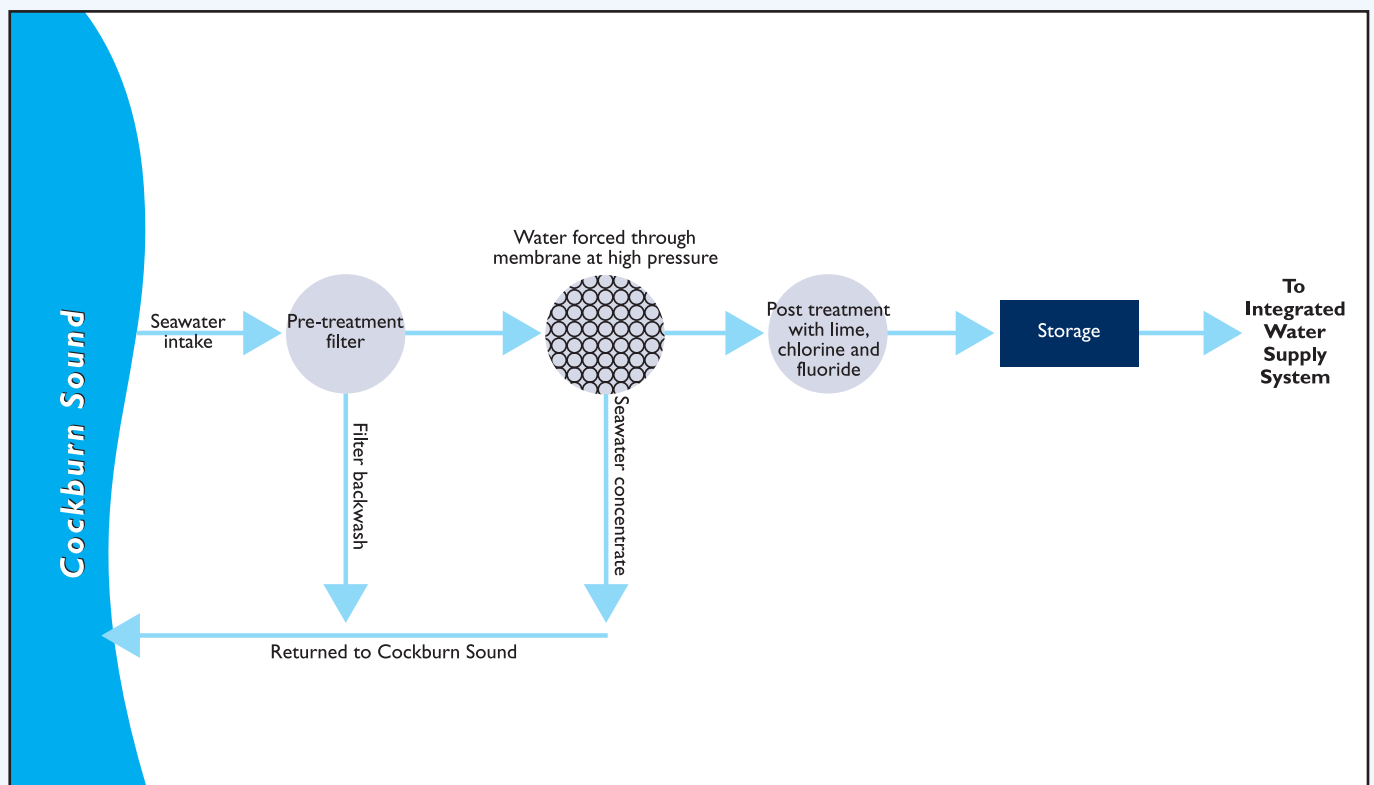 Cockburn Sound
Seawater
intake
Pre-treatment
filter
Water forced through
membrane at high pressure
Post treatment
with lime,
chlorine and
fluoride
Storage
To
Integrated
Water
Supply
System
Filter backwash
Seawater concentrate
Returned to Cockburn Sound